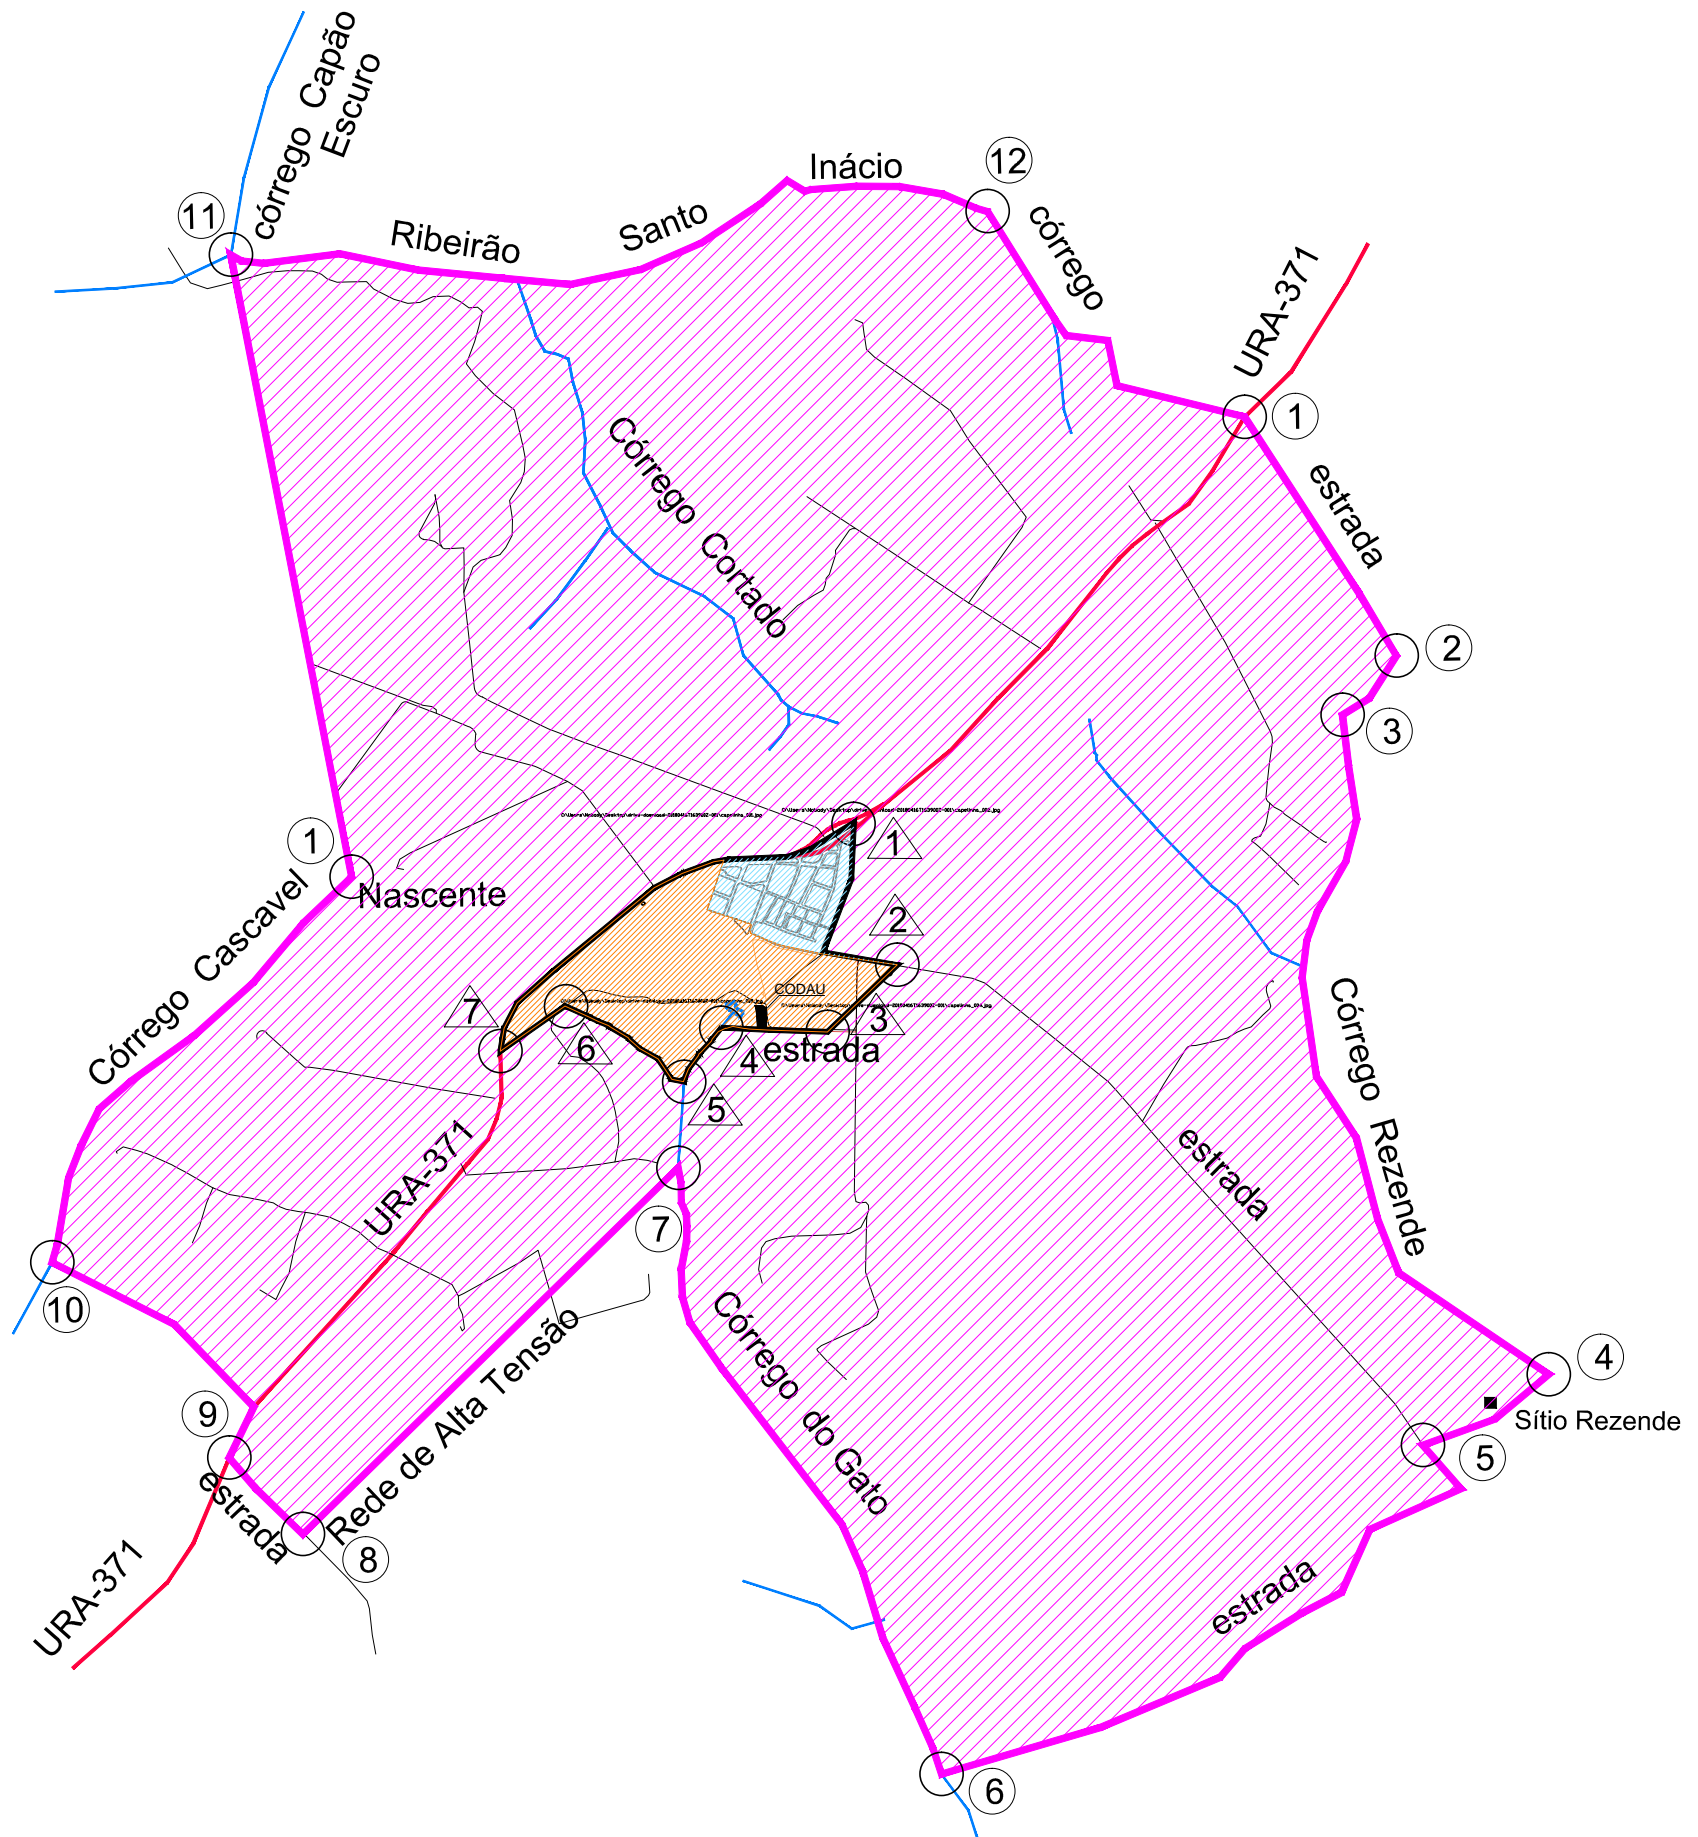 córrego Capão
Escuro
11
Ribeirão
Santo
Inácio
12
córrego
URA-371
1
estrada
2
3
Córrego Cortado
1
Nascente
Córrego Cascavel
1
2
3
CODAU
estrada
4
5
6
7
Córrego Rezende
estrada
URA-371
7
10
Rede de Alta Tensão
Córrego do Gato
4
Sítio Rezende
5
9
estrada
8
URA-371
estrada
6